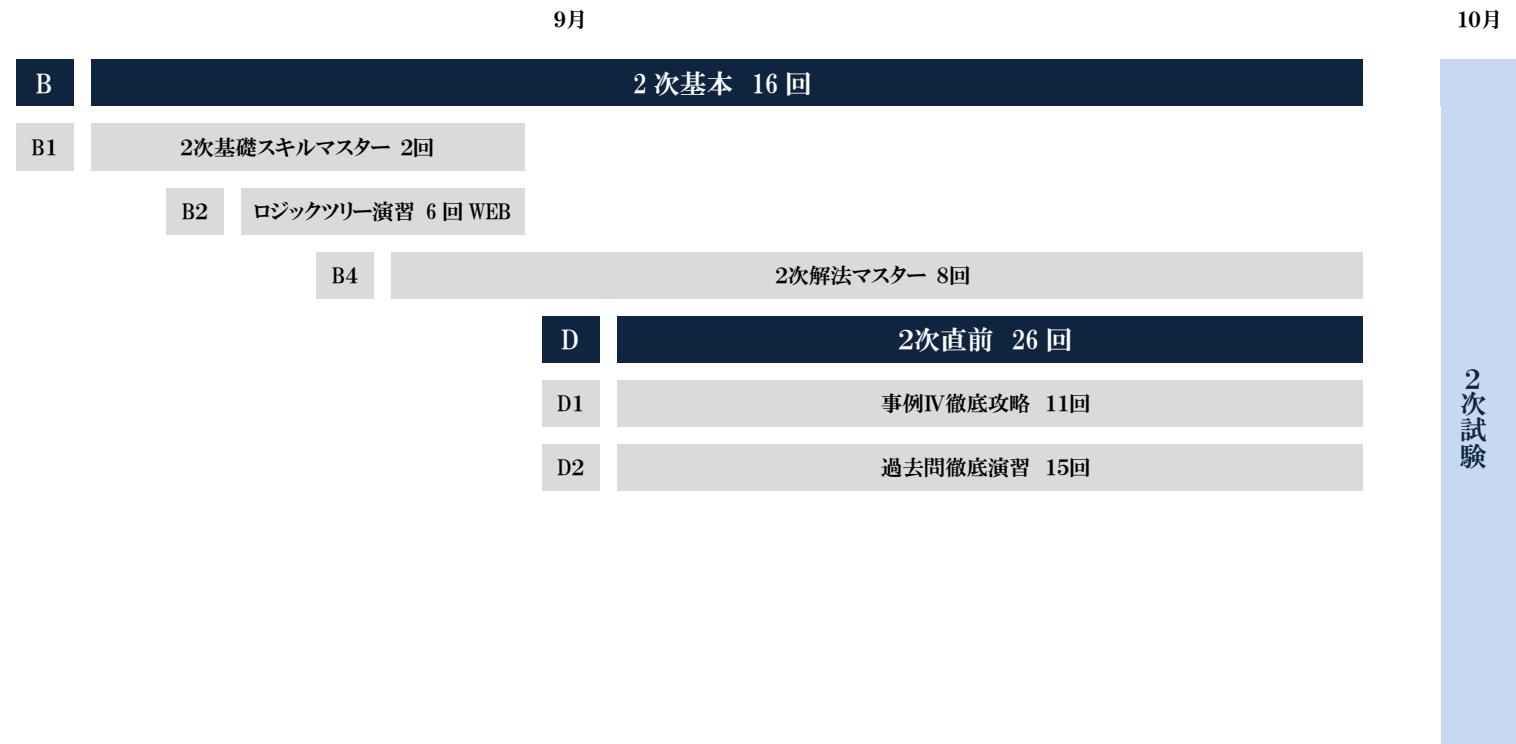 9月
10月
B
2 次基本 16 回
B1
2次基礎スキルマスター 2回
B2
ロジックツリー演習 6 回 WEB
B4
2次解法マスター 8回
D
2次直前 26 回
D1
事例Ⅳ徹底攻略 11回
D2
過去問徹底演習 15回
2次試験